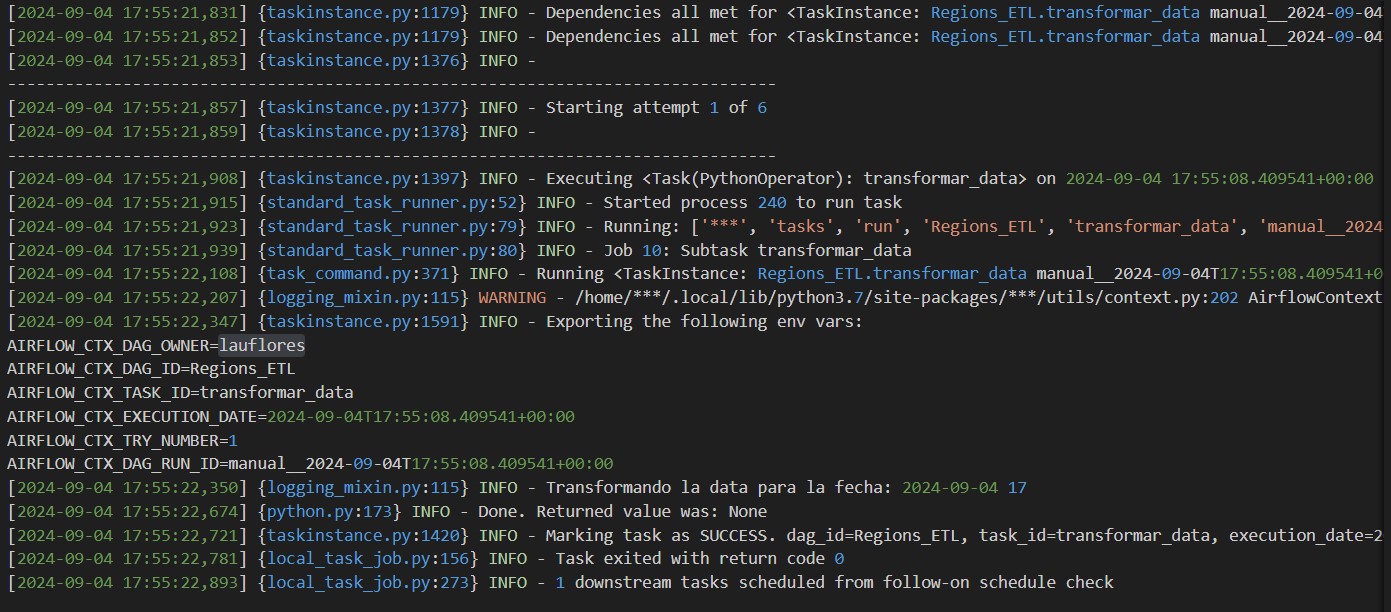 [2024-09-04 17:55:21,831] {taskinstance.py:1179} INFO - Dependencies all met for <TaskInstance: Regions_ETL.transformar_data manual__2024-09-04
[2024-09-04 17:55:21,852] {taskinstance.py:1179} INFO - Dependencies all met for <TaskInstance: Regions_ETL.transformar_data manual__2024-09-04
[2024-09-04 17:55:21,853] {taskinstance.py:1376} INFO -
--------------------------------------------------------------------------------
[2024-09-04 17:55:21,857] {taskinstance.py:1377} INFO - Starting attempt 1 of 6
[2024-09-04 17:55:21,859] {taskinstance.py:1378} INFO -
--------------------------------------------------------------------------------
[2024-09-04 17:55:21,908] {taskinstance.py:1397} INFO - Executing <Task(PythonOperator): transformar_data> on 2024-09-04 17:55:08.409541+00:00
[2024-09-04 17:55:21,915] {standard_task_runner.py:52} INFO - Started process 240 to run task
[2024-09-04 17:55:21,923] {standard_task_runner.py:79} INFO - Running: ['***', 'tasks', 'run', 'Regions_ETL', 'transformar_data', 'manual__2024
[2024-09-04 17:55:21,939] {standard_task_runner.py:80} INFO - Job 10: Subtask transformar_data
[2024-09-04 17:55:22,108] {task_command.py:371} INFO - Running <TaskInstance: Regions_ETL.transformar_data manual__2024-09-04T17:55:08.409541+0
[2024-09-04 17:55:22,207] {logging_mixin.py:115} WARNING - /home/***/.local/lib/python3.7/site-packages/***/utils/context.py:202 AirflowContext
[2024-09-04 17:55:22,347] {taskinstance.py:1591} INFO - Exporting the following env vars:
AIRFLOW_CTX_DAG_OWNER=lauflores
AIRFLOW_CTX_DAG_ID=Regions_ETL
AIRFLOW_CTX_TASK_ID=transformar_data
AIRFLOW_CTX_EXECUTION_DATE=2024-09-04T17:55:08.409541+00:00
AIRFLOW_CTX_TRY_NUMBER=1
AIRFLOW_CTX_DAG_RUN_ID=manual__2024-09-04T17:55:08.409541+00:00
[2024-09-04 17:55:22,350] {logging_mixin.py:115} INFO - Transformando la data para la fecha: 2024-09-04 17
[2024-09-04 17:55:22,674] {python.py:173} INFO - Done. Returned value was: None
[2024-09-04 17:55:22,721] {taskinstance.py:1420} INFO - Marking task as SUCCESS. dag_id=Regions_ETL, task_id=transformar_data, execution_date=2
[2024-09-04 17:55:22,781] {local_task_job.py:156} INFO - Task exited with return code 0
[2024-09-04 17:55:22,893] {local_task_job.py:273} INFO - 1 downstream tasks scheduled from follow-on schedule check